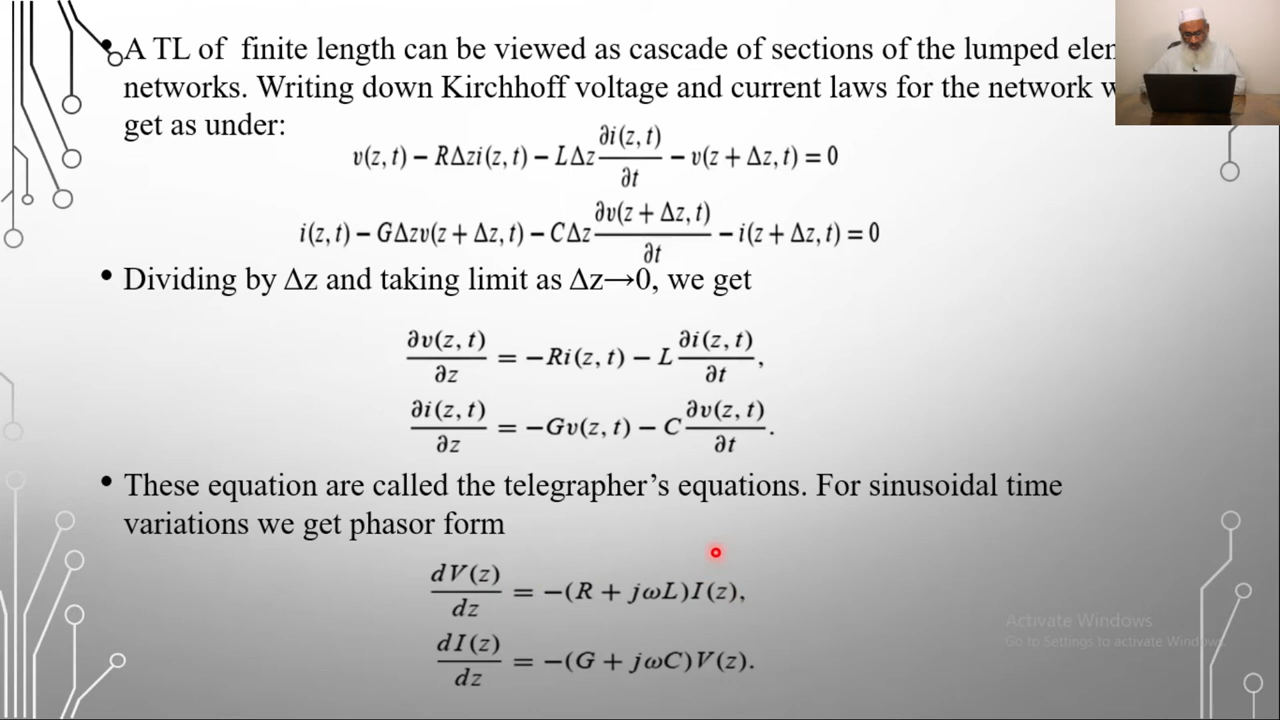 • A TL of finite length can be viewed as cascade of sections of the lumped
networks. Writing down Kirchhoff voltage and current laws for the network
get as under:
v(z, t) − RΔzi(z, t) − LΔz ∂i(z, t)/∂t − v(z + Δz, t) = 0
i(z, t) − GΔzv(z + Δz, t) − CΔz ∂v(z + Δz, t)/∂t − i(z + Δz, t) = 0
• Dividing by Δz and taking limit as Δz→0, we get
∂v(z, t)/∂z = −Ri(z, t) − L ∂i(z, t)/∂t,
∂i(z, t)/∂z = −Gv(z, t) − C ∂v(z, t)/∂t.
• These equation are called the telegrapher’s equations. For sinusoidal time
variations we get phasor form
dV(z)/dz = −(R + jωL)I(z),
dI(z)/dz = −(G + jωC)V(z).
Activate Windows
Go to Settings to activate Windows.